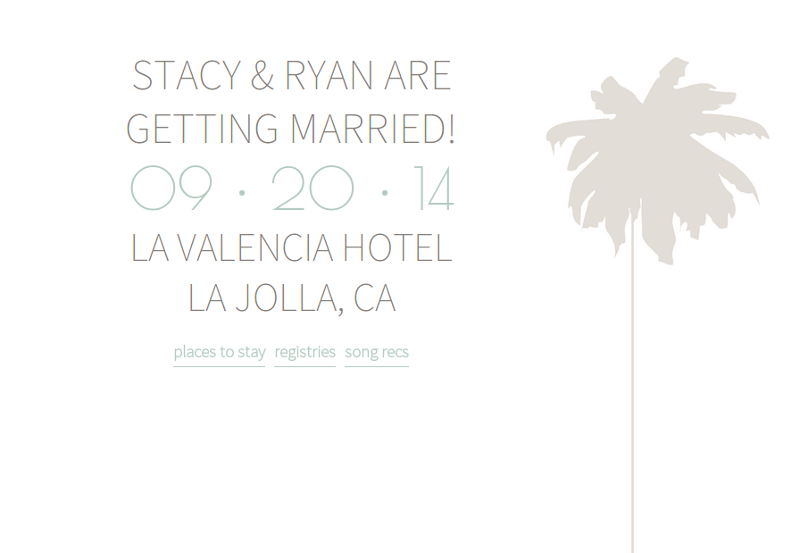 STACY & RYAN ARE
GETTING MARRIED!
09 · 20 · 14
LA VALENCIA HOTEL
LA JOLLA, CA
places to stay registries song recs